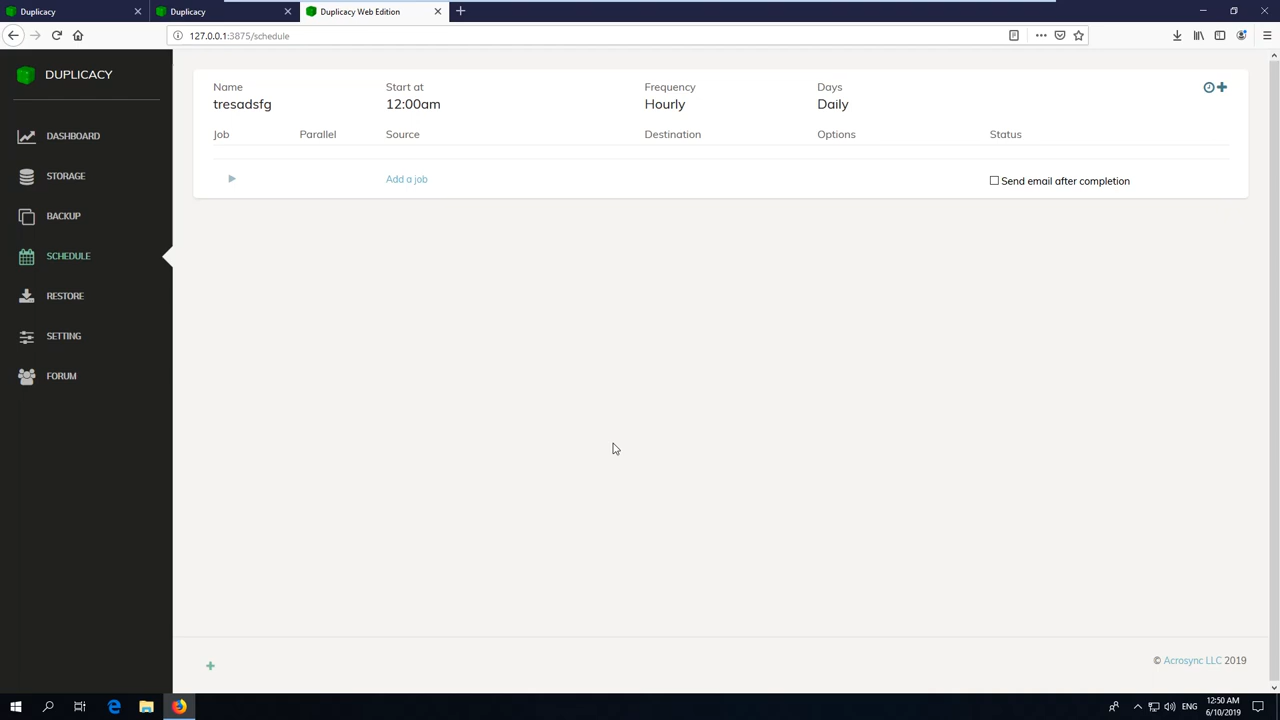 Duplicacy
Duplicacy
Duplicacy Web Edition
127.0.0.1:3875/schedule
DUPLICACY
DASHBOARD
STORAGE
BACKUP
SCHEDULE
RESTORE
SETTING
FORUM
Name Start at Frequency Days
tresadsfg 12:00am Hourly Daily
Job Parallel Source Destination Options Status
Add a job Send email after completion
© Acrosync LLC 2019
ENG
12:50 AM
6/10/2019